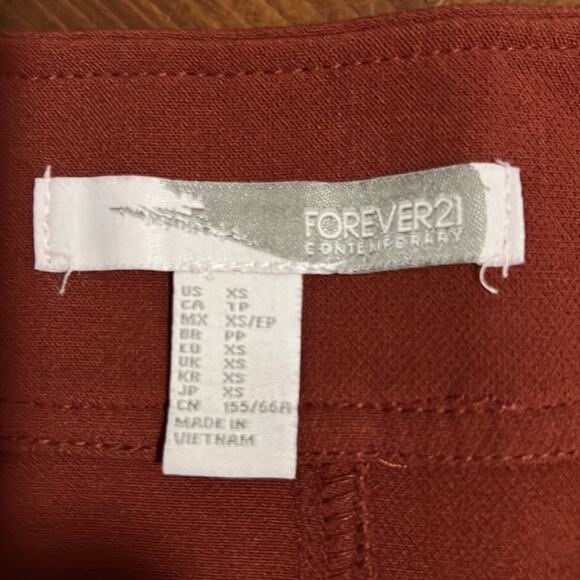 FOREVER21
CONTEMPORARY
US XS
CA TP
MX XS/EP
BR PP
EU XS
UK XS
KR XS
JP XS
CN 155/66A
MADE IN
VIETNAM